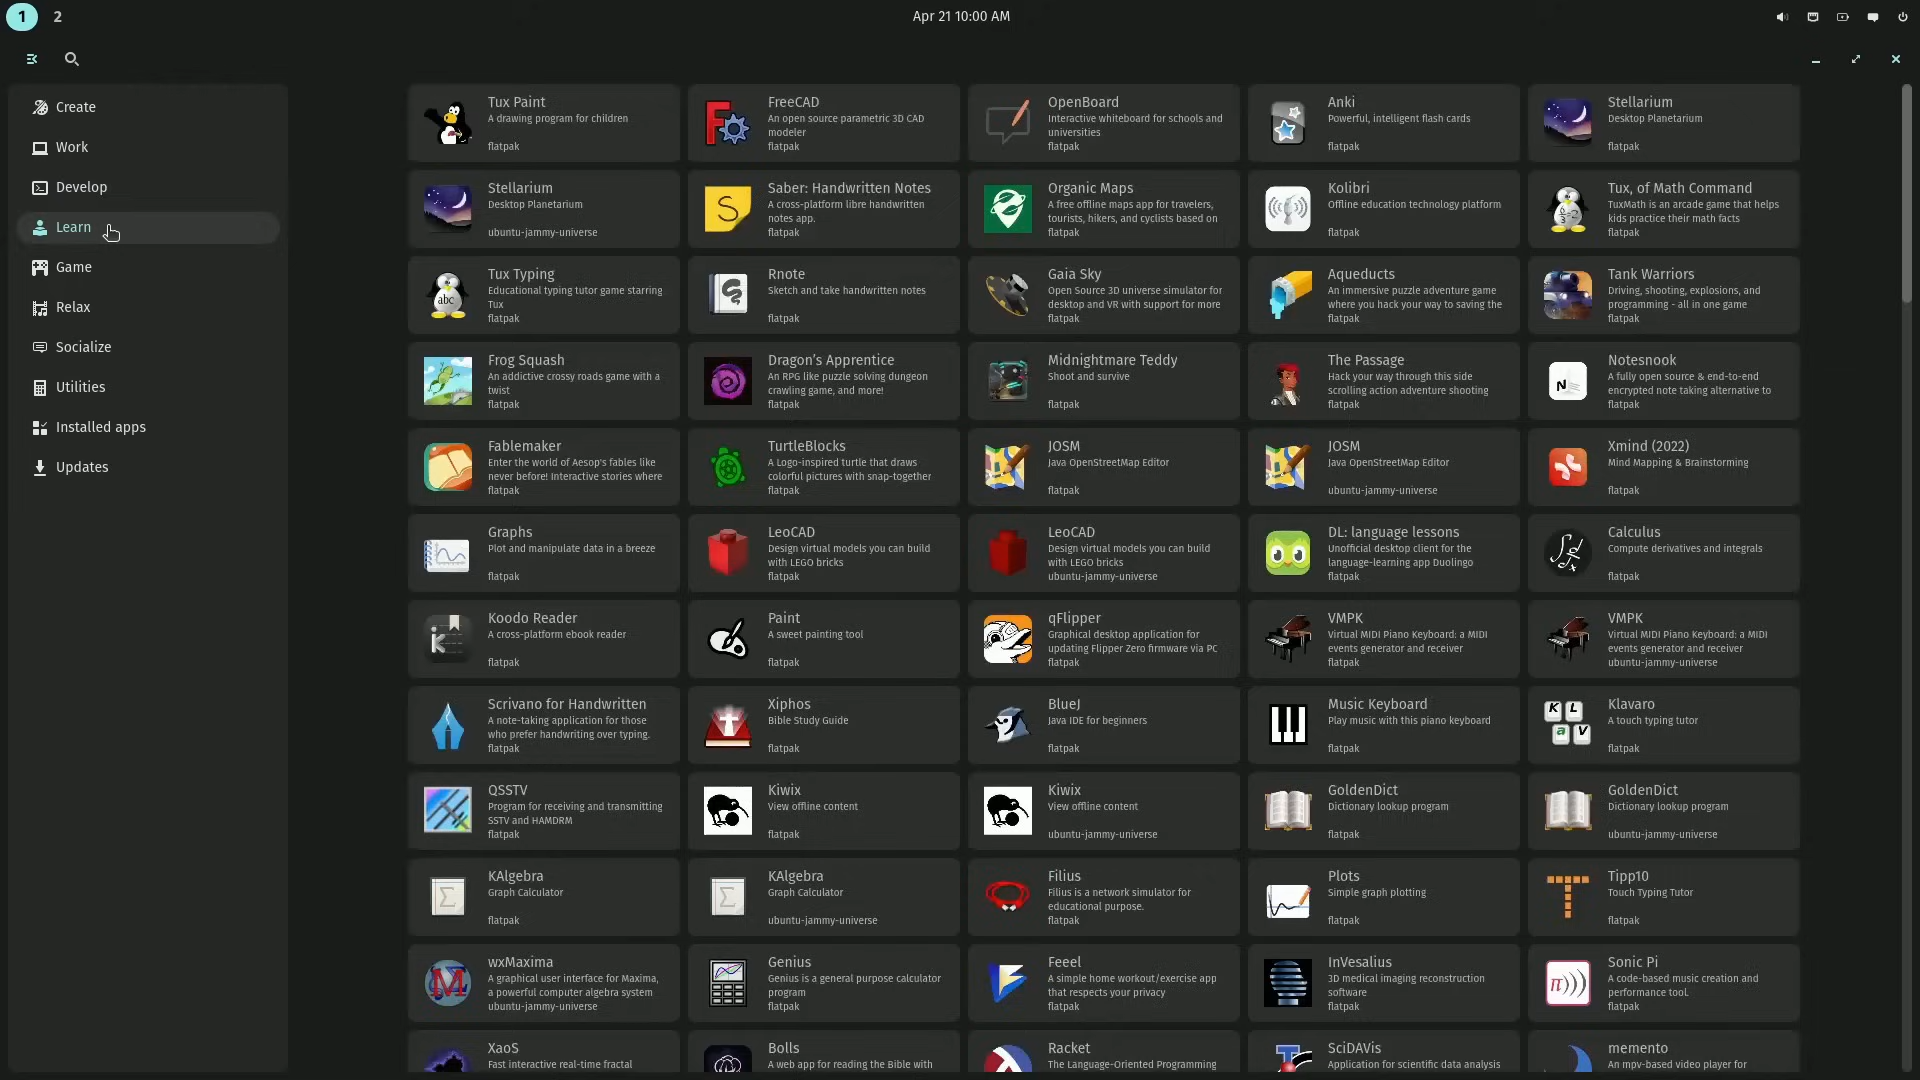 1 2 Apr 21 10:00 AM
Create
Work
Develop
Learn
Game
Relax
Socialize
Utilities
Installed apps
Updates
Tux Paint
A drawing program for children
flatpak
FreeCAD
An open source parametric 3D CAD
modeler
flatpak
OpenBoard
Interactive whiteboard for schools and
universities
flatpak
Anki
Powerful, intelligent flash cards
flatpak
Stellarium
Desktop Planetarium
flatpak
Stellarium
Desktop Planetarium
ubuntu-jammy-universe
S
Saber: Handwritten Notes
A cross-platform libre handwritten
notes app.
flatpak
Organic Maps
A free offline maps app for travelers,
tourists, hikers, and cyclists based on
flatpak
Kolibri
Offline education technology platform
flatpak
Tux, of Math Command
TuxMath is an arcade game that helps
kids practice their math facts
flatpak
abc
Tux Typing
Educational typing tutor game starring
Tux
flatpak
Rnote
Sketch and take handwritten notes
flatpak
Gaia Sky
Open Source 3D universe simulator for
desktop and VR with support for more
flatpak
Aqueducts
An immersive puzzle adventure game
where you hack your way to saving the
flatpak
Tank Warriors
Driving, shooting, explosions, and
programming - all in one game
flatpak
Frog Squash
An addictive crossy roads game with a
twist
flatpak
Dragon’s Apprentice
An RPG like puzzle solving dungeon
crawling game, and more!
flatpak
Midnightmare Teddy
Shoot and survive
flatpak
The Passage
Hack your way through this side
scrolling action adventure shooting
flatpak
N
Notesnook
A fully open source & end-to-end
encrypted note taking alternative to
flatpak
Fablemaker
Enter the world of Aesop's fables like
never before! Interactive stories where
flatpak
TurtleBlocks
A Logo-inspired turtle that draws
colorful pictures with snap-together
flatpak
JOSM
Java OpenStreetMap Editor
flatpak
JOSM
Java OpenStreetMap Editor
ubuntu-jammy-universe
Xmind (2022)
Mind Mapping & Brainstorming
flatpak
Graphs
Plot and manipulate data in a breeze
flatpak
LeoCAD
Design virtual models you can build
with LEGO bricks
flatpak
LeoCAD
Design virtual models you can build
with LEGO bricks
ubuntu-jammy-universe
DL: language lessons
Unofficial desktop client for the
language-learning app Duolingo
flatpak
Calculus
Compute derivatives and integrals
flatpak
Koodo Reader
A cross-platform ebook reader
flatpak
Paint
A sweet painting tool
flatpak
qFlipper
Graphical desktop application for
updating Flipper Zero firmware via PC
flatpak
VMPK
Virtual MIDI Piano Keyboard: a MIDI
events generator and receiver
flatpak
VMPK
Virtual MIDI Piano Keyboard: a MIDI
events generator and receiver
ubuntu-jammy-universe
Scrivano for Handwritten
A note-taking application for those
who prefer handwriting over typing.
flatpak
Xiphos
Bible Study Guide
flatpak
BlueJ
Java IDE for beginners
flatpak
Music Keyboard
Play music with this piano keyboard
flatpak
K L
a V
Klavaro
A touch typing tutor
flatpak
QSSTV
Program for receiving and transmitting
SSTV and HAMDRM
flatpak
Kiwix
View offline content
flatpak
Kiwix
View offline content
ubuntu-jammy-universe
GoldenDict
Dictionary lookup program
flatpak
GoldenDict
Dictionary lookup program
ubuntu-jammy-universe
Σ
KAlgebra
Graph Calculator
flatpak
Σ
KAlgebra
Graph Calculator
ubuntu-jammy-universe
Filius
Filius is a network simulator for
educational purpose.
flatpak
Plots
Simple graph plotting
flatpak
T
Tipp10
Touch Typing Tutor
flatpak
M
wxMaxima
A graphical user interface for Maxima,
a powerful computer algebra system
ubuntu-jammy-universe
Genius
Genius is a general purpose calculator
program
flatpak
Feeel
A simple home workout/exercise app
that respects your privacy
flatpak
InVesalius
3D medical imaging reconstruction
software
flatpak
π)))
Sonic Pi
A code-based music creation and
performance tool.
flatpak
XaoS
Fast interactive real-time fractal
Bolls
A web app for reading the Bible with
Racket
The Language-Oriented Programming
SciDAVis
Application for scientific data analysis
memento
An mpv-based video player for